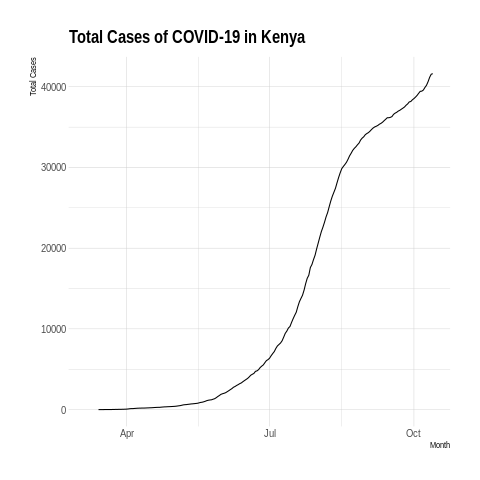 Total Cases of COVID-19 in Kenya
Total Cases
40000
30000
20000
10000
0
Apr
Jul
Oct
Month